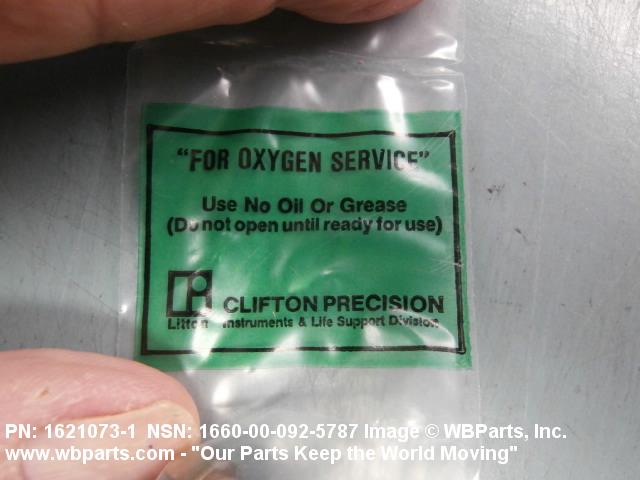 "FOR OXYGEN SERVICE"
Use No Oil Or Grease
(Do not open until ready for use)
CLIFTON PRECISION
Litton Instruments & Life Support Division
PN: 1621073-1 NSN: 1660-00-092-5787 Image © WBParts, Inc.
www.wbparts.com - "Our Parts Keep the World Moving"